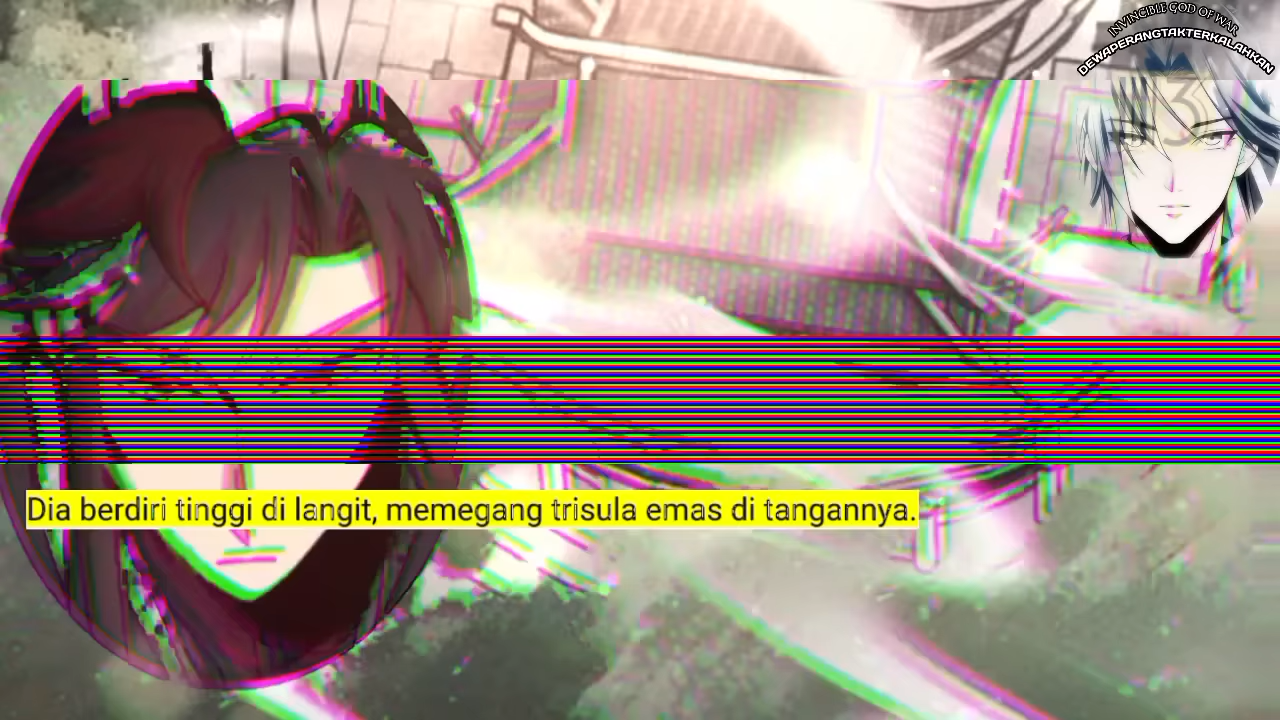 INVINCIBLE GOD OF WAR
DEWAPERANGTAKTERKALAHKAN
Dia berdiri tinggi di langit, memegang trisula emas di tangannya.